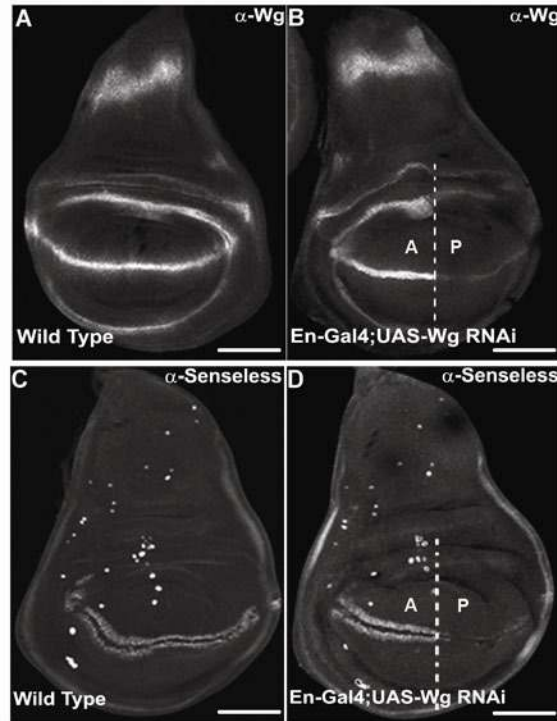 A
α-Wg
Wild Type
B
α-Wg
A
P
En-Gal4;UAS-Wg RNAi
C
α-Senseless
Wild Type
D
α-Senseless
A
P
En-Gal4;UAS-Wg RNAi